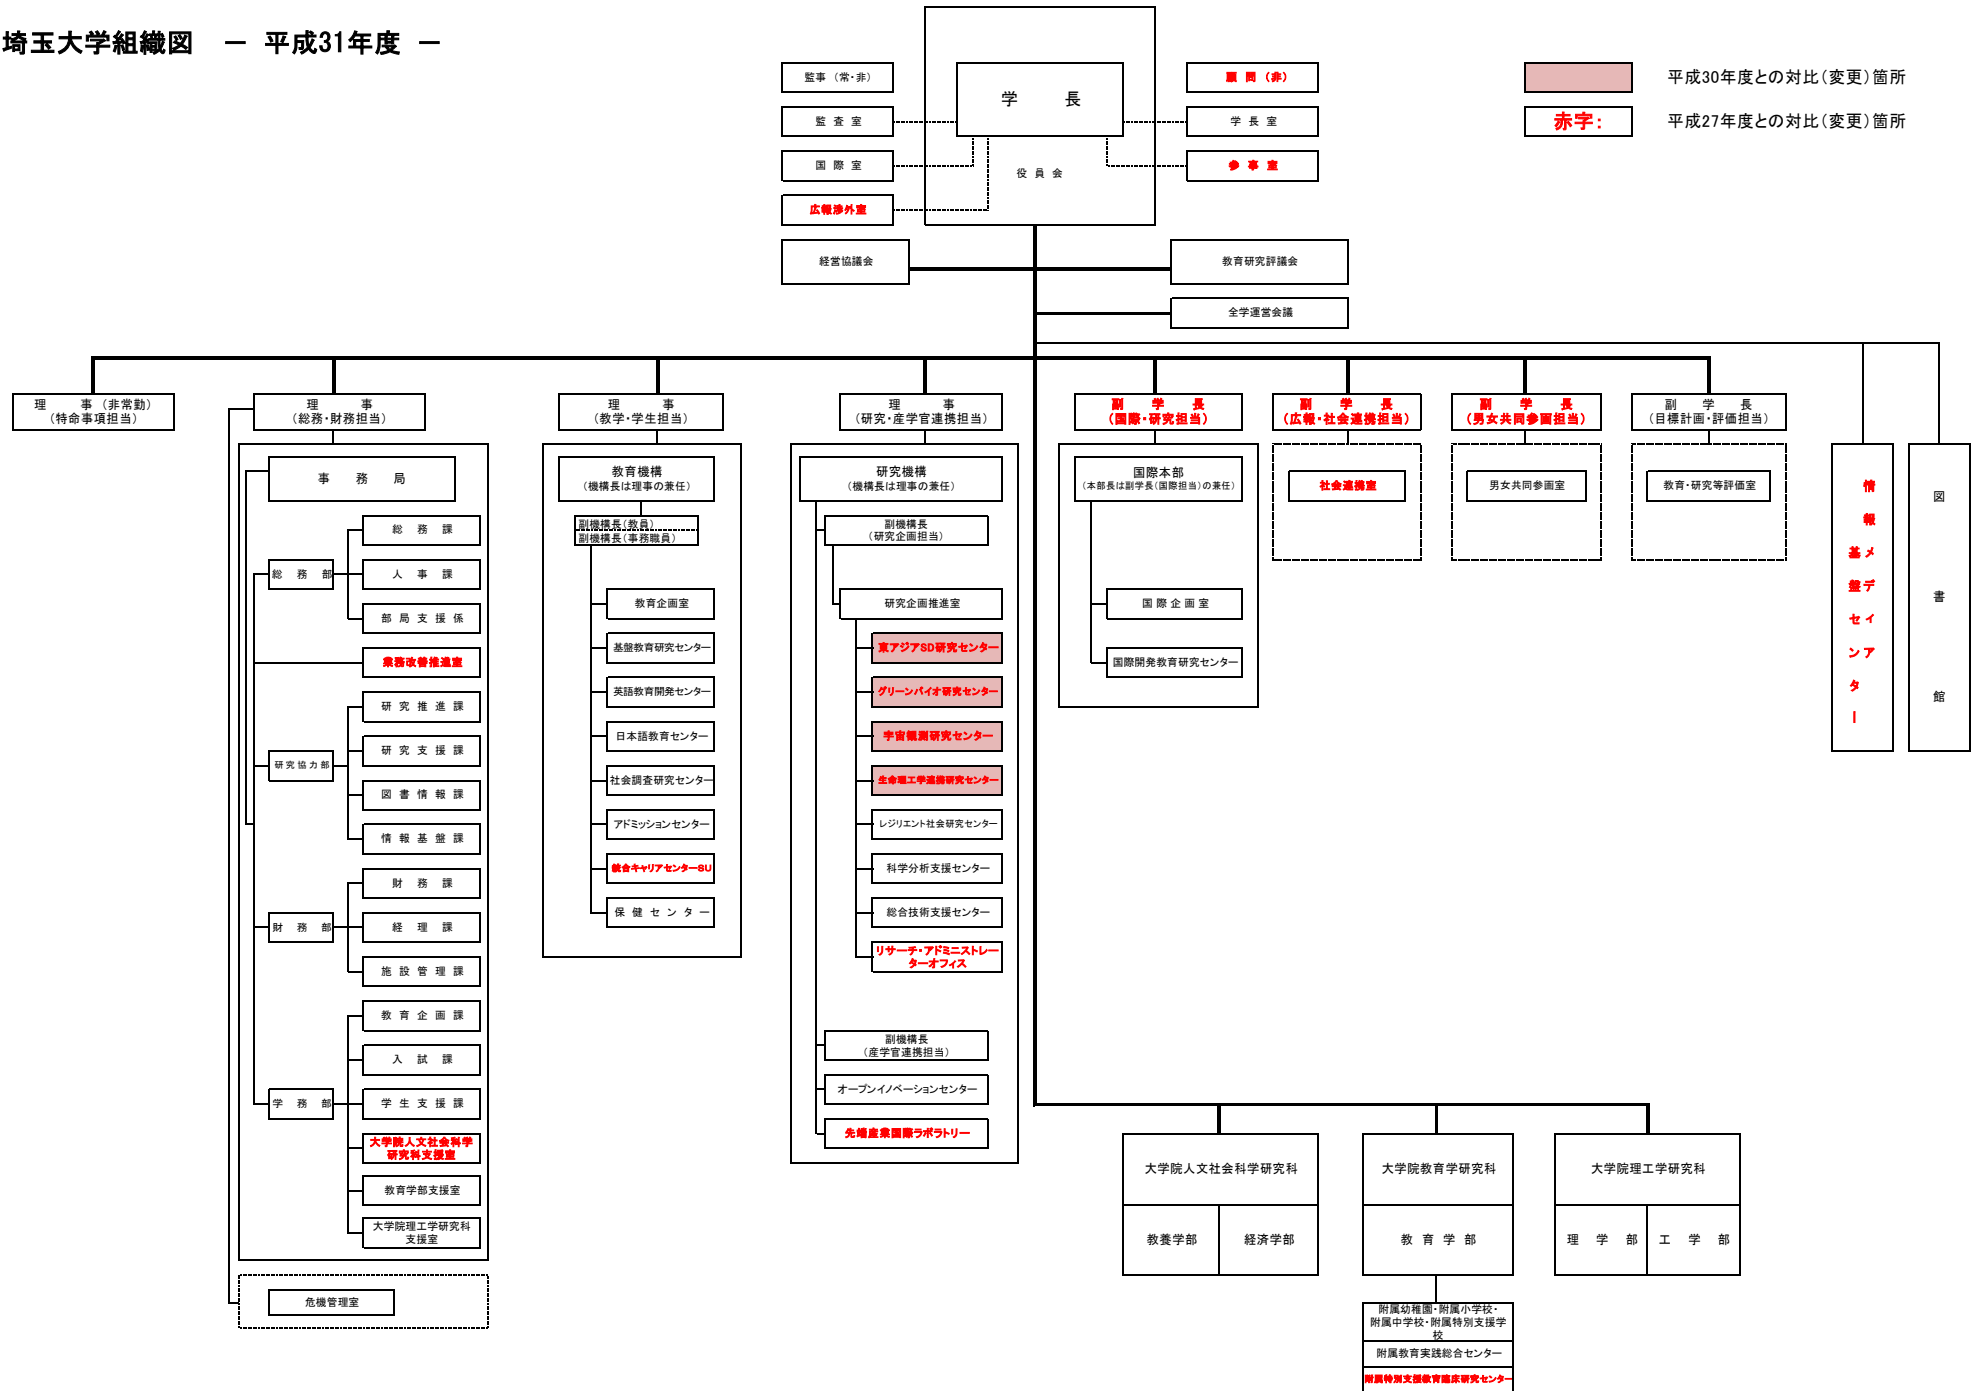 埼玉大学組織図 － 平成31年度 －
平成30年度との対比（変更）箇所
赤字：
平成27年度との対比（変更）箇所
学 長
役 員 会
監事 （常・非）
監 査 室
国 際 室
広報渉外室
顧 問 （非）
学 長 室
参 事 室
経営協議会
教育研究評議会
全学運営会議
理 事 （非常勤）
（特命事項担当）
理 事
（総務・財務担当）
理 事
（教学・学生担当）
理 事
（研究・産学官連携担当）
副 学 長
（国際・研究担当）
副 学 長
（広報・社会連携担当）
副 学 長
（男女共同参画担当）
副 学 長
（目標計画・評価担当）
事 務 局
総 務 部
総 務 課
人 事 課
部 局 支 援 係
業務改善推進室
研 究 協 力 部
研 究 推 進 課
研 究 支 援 課
図 書 情 報 課
情 報 基 盤 課
財 務 部
財 務 課
経 理 課
施 設 管 理 課
学 務 部
教 育 企 画 課
入 試 課
学 生 支 援 課
大学院人文社会科学
研究科支援室
教育学部支援室
大学院理工学研究科
支援室
危機管理室
教育機構
（機構長は理事の兼任）
副機構長（教員）
副機構長（事務職員）
教育企画室
基盤教育研究センター
英語教育開発センター
日本語教育センター
社会調査研究センター
アドミッションセンター
統合キャリアセンターSU
保 健 セ ン タ ー
研究機構
（機構長は理事の兼任）
副機構長
（研究企画担当）
研究企画推進室
東アジアSD研究センター
グリーンバイオ研究センター
宇宙観測研究センター
生命理工学連携研究センター
レジリエント社会研究センター
科学分析支援センター
総合技術支援センター
リサーチ・アドミニストレー
ターオフィス
副機構長
（産学官連携担当）
オープンイノベーションセンター
先端産業国際ラボラトリー
国際本部
（本部長は副学長（国際担当）の兼任）
国 際 企 画 室
国際開発教育研究センター
社会連携室
男女共同参画室
教育・研究等評価室
情報メディア
基盤センター
図 書 館
大学院人文社会科学研究科
教養学部
経済学部
大学院教育学研究科
教 育 学 部
附属幼稚園・附属小学校・
附属中学校・附属特別支援学
校
附属教育実践総合センター
附属特別支援教育臨床研究センター
大学院理工学研究科
理 学 部
工 学 部